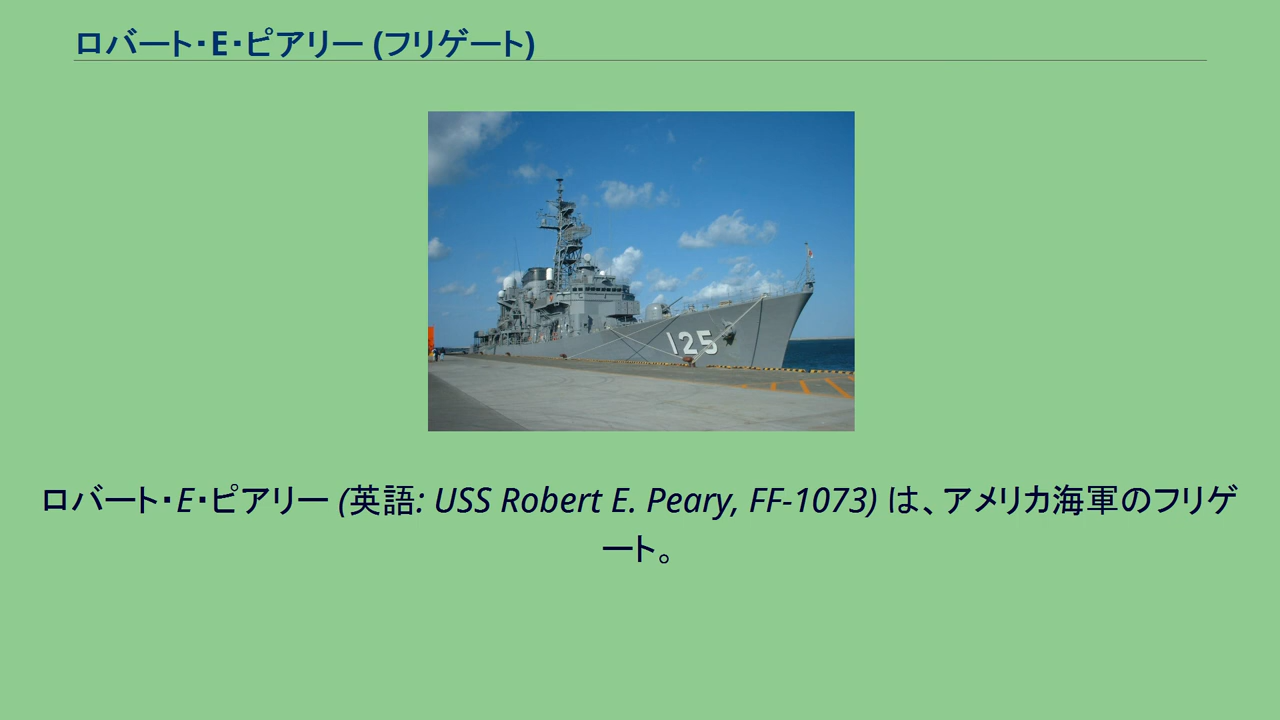 ロバート・E・ピアリー (フリゲート)
125
ロバート・E・ピアリー (英語: USS Robert E. Peary, FF-1073) は、アメリカ海軍のフリゲ
ート。